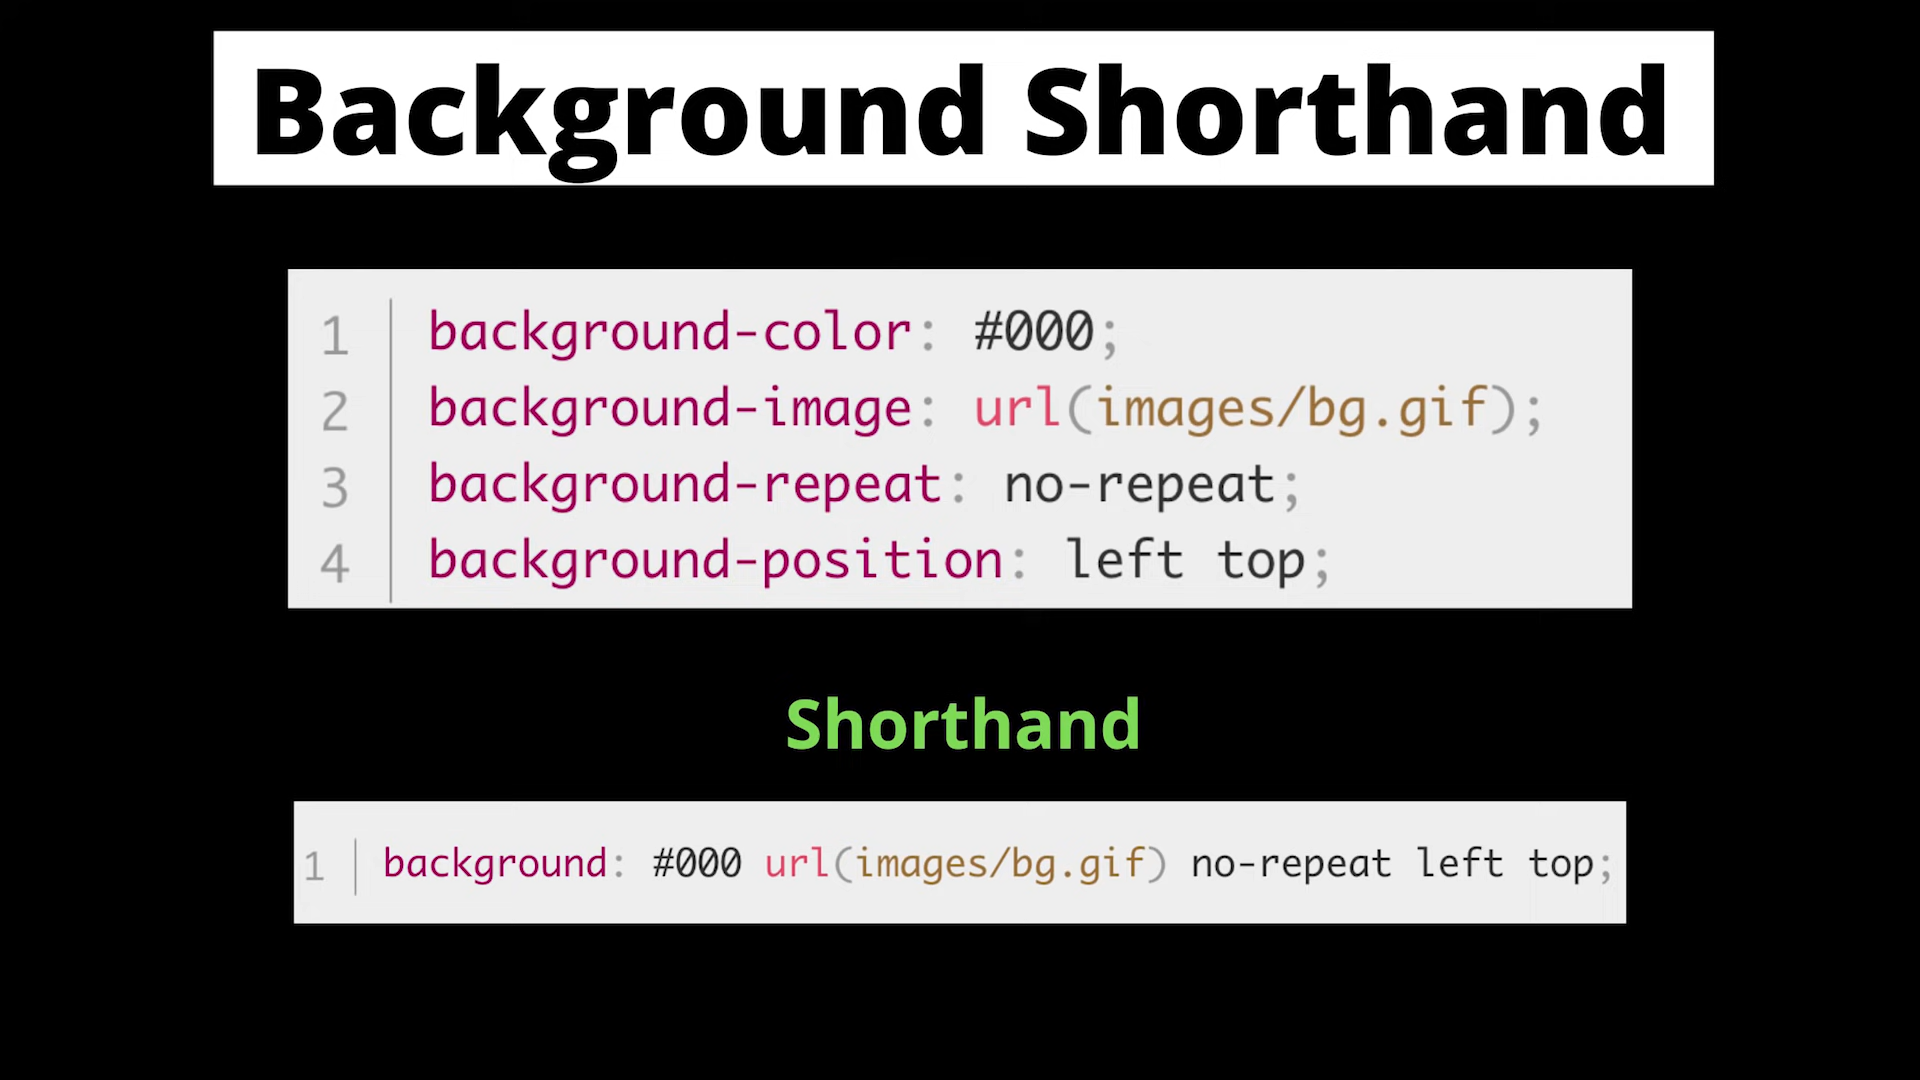 Background Shorthand
1 background-color: #000;
2 background-image: url(images/bg.gif);
3 background-repeat: no-repeat;
4 background-position: left top;
Shorthand
1 background: #000 url(images/bg.gif) no-repeat left top;